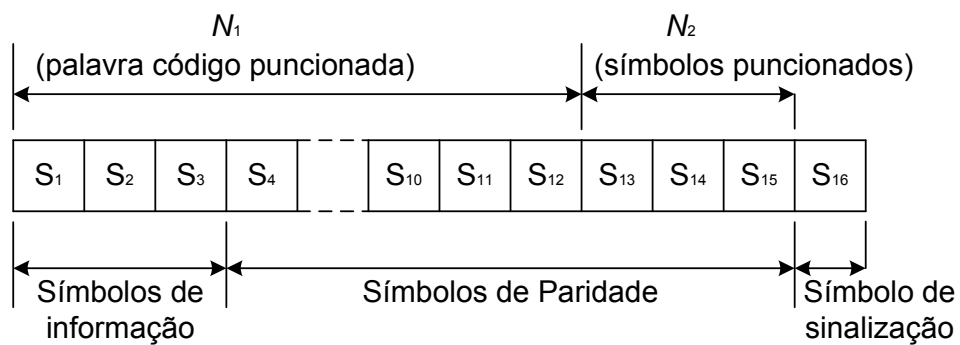 N₁
(palavra código puncionada)
N₂
(símbolos puncionados)
S₁ S₂ S₃ S₄ S₁₀ S₁₁ S₁₂ S₁₃ S₁₄ S₁₅ S₁₆
Símbolos de
informação
Símbolos de Paridade
Símbolo de
sinalização